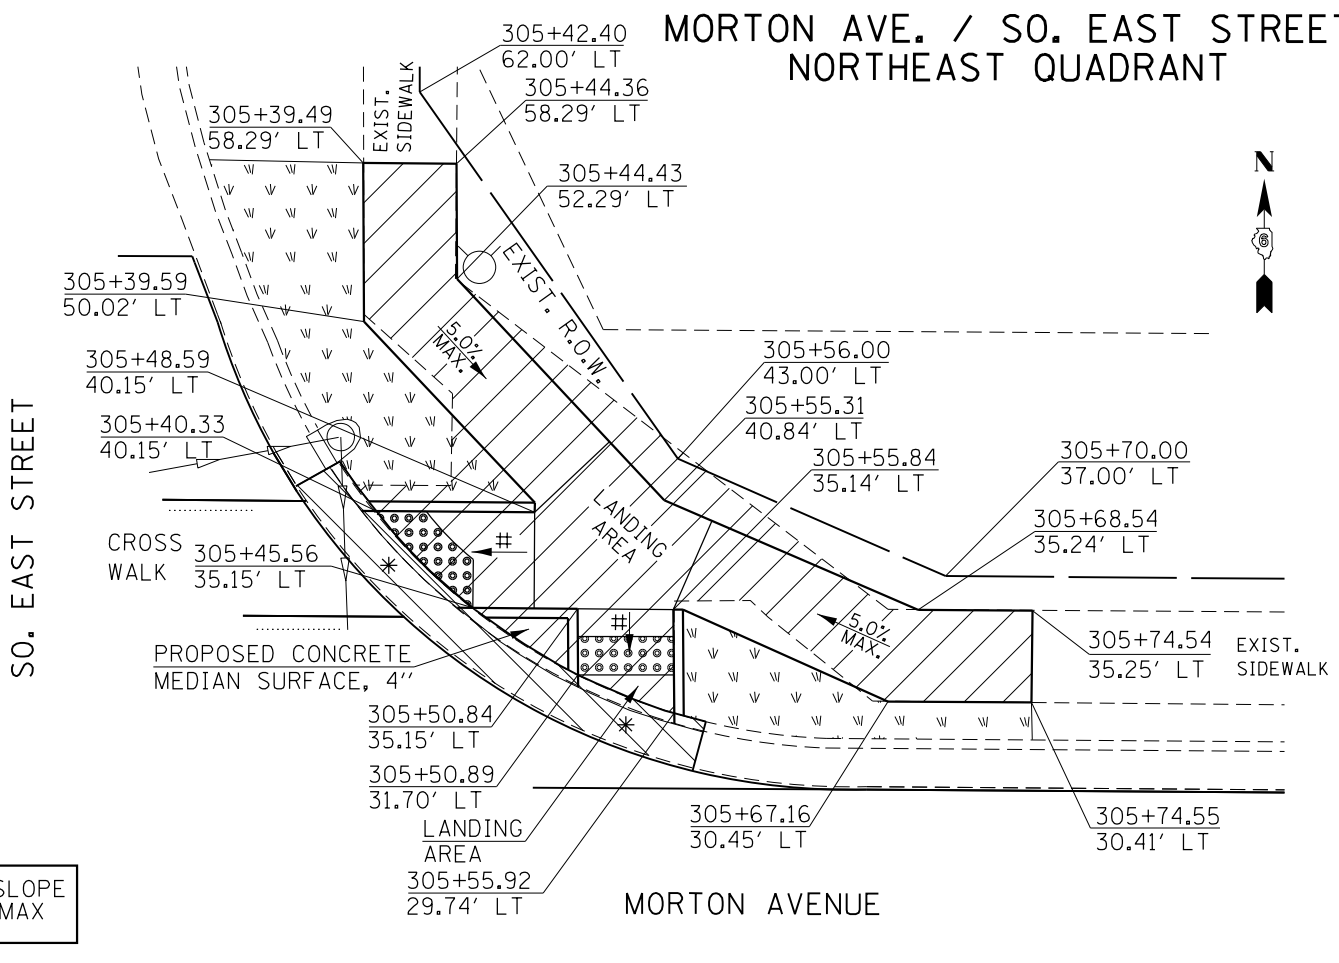 MORTON AVE. / SO. EAST STREET
NORTHEAST QUADRANT
305+42.40
62.00' LT
305+44.36
58.29' LT
305+39.49
58.29' LT
EXIST.
SIDEWALK
305+44.43
52.29' LT
N
6
EXIST. R.O.W.
305+39.59
50.02' LT
5.0%
MAX.
305+48.59
40.15' LT
305+56.00
43.00' LT
305+55.31
40.84' LT
305+40.33
40.15' LT
305+55.84
35.14' LT
305+70.00
37.00' LT
SO. EAST STREET
LANDING
AREA
305+68.54
35.24' LT
CROSS
WALK
#
305+45.56
35.15' LT
*
#
5.0%
MAX.
305+74.54
35.25' LT
EXIST.
SIDEWALK
PROPOSED CONCRETE
MEDIAN SURFACE, 4''
305+50.84
35.15' LT
*
305+50.89
31.70' LT
305+67.16
30.45' LT
305+74.55
30.41' LT
LANDING
AREA
305+55.92
29.74' LT
MORTON AVENUE
SLOPE
MAX